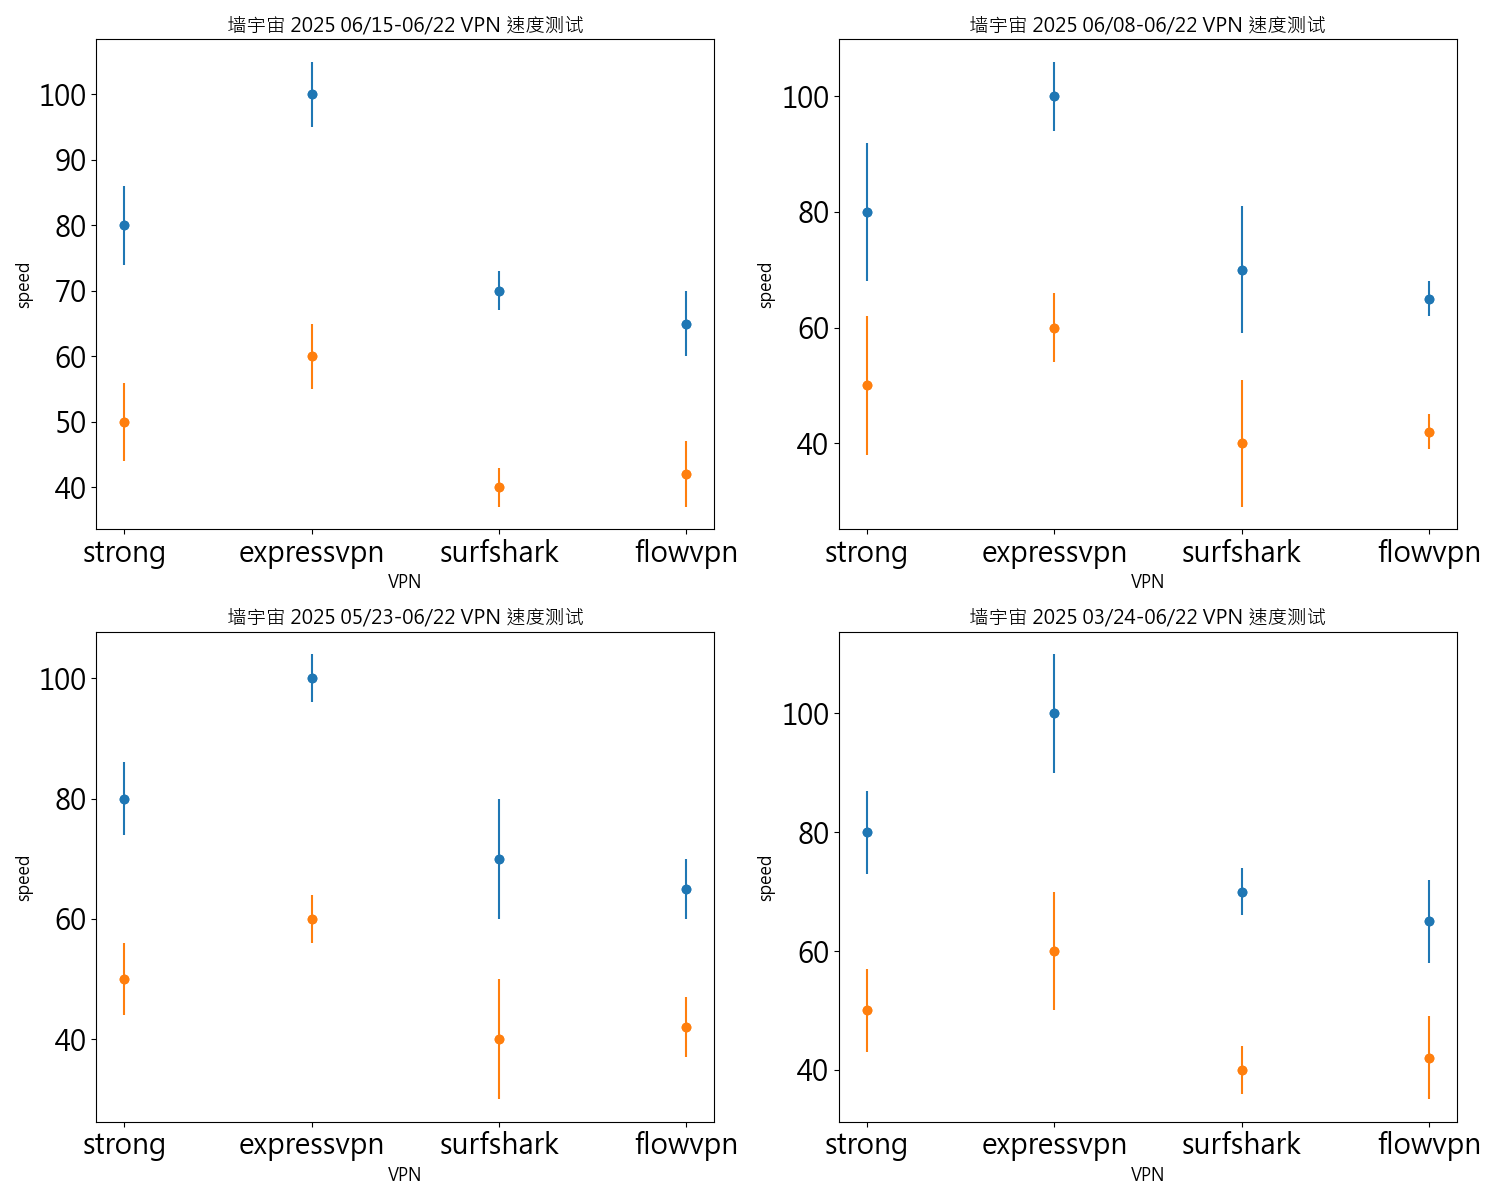 墙宇宙 2025 06/15-06/22 VPN 速度测试
100
90
80
70
60
50
40
speed
strong expressvpn surfshark flowvpn
VPN
墙宇宙 2025 06/08-06/22 VPN 速度测试
100
80
60
40
speed
strong expressvpn surfshark flowvpn
VPN
墙宇宙 2025 05/23-06/22 VPN 速度测试
100
80
60
40
speed
strong expressvpn surfshark flowvpn
VPN
墙宇宙 2025 03/24-06/22 VPN 速度测试
100
80
60
40
speed
strong expressvpn surfshark flowvpn
VPN